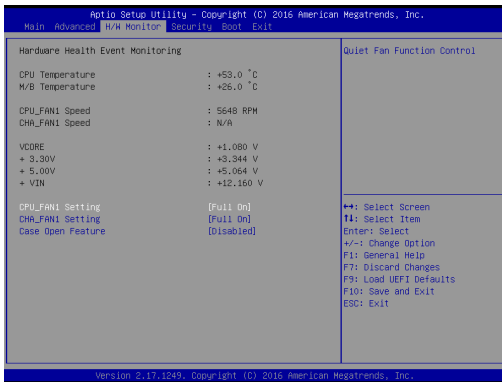 Aptio Setup Utility – Copyright (C) 2016 American Megatrends, Inc.
Main Advanced H/W Monitor Security Boot Exit
Hardware Health Event Monitoring
Quiet Fan Function Control
CPU Temperature : +53.0 °C
M/B Temperature : +26.0 °C
CPU_FAN1 Speed : 5648 RPM
CHA_FAN1 Speed : N/A
VCORE : +1.080 V
+ 3.30V : +3.344 V
+ 5.00V : +5.064 V
+ VIN : +12.160 V
CPU_FAN1 Setting [Full On]
CHA_FAN1 Setting [Full On]
Case Open Feature [Disabled]
↔: Select Screen
↑↓: Select Item
Enter: Select
+/-: Change Option
F1: General Help
F7: Discard Changes
F9: Load UEFI Defaults
F10: Save and Exit
ESC: Exit
Version 2.17.1249. Copyright (C) 2016 American Megatrends, Inc.